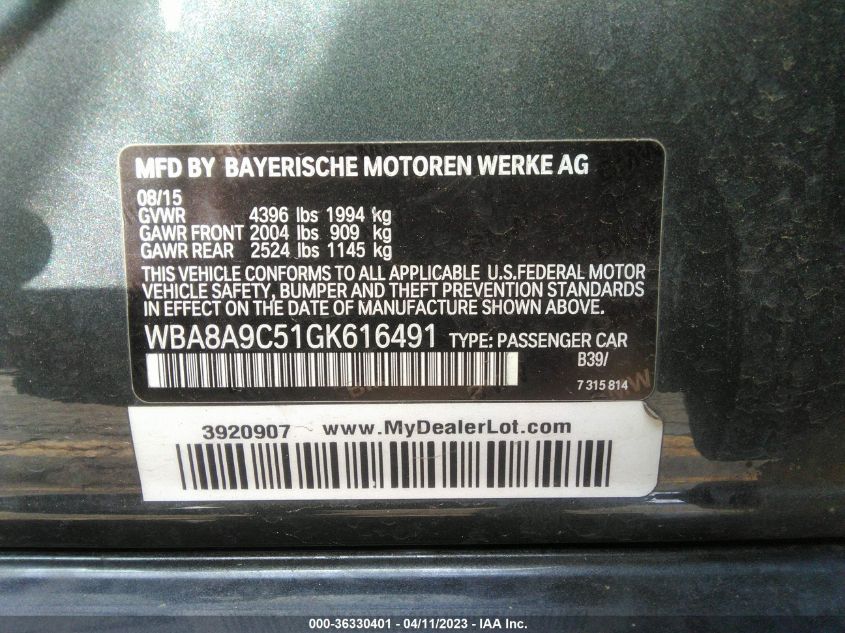 MFD BY BAYERISCHE MOTOREN WERKE AG
08/15
GVWR 4396 lbs 1994 kg
GAWR FRONT 2004 lbs 909 kg
GAWR REAR 2524 lbs 1145 kg
THIS VEHICLE CONFORMS TO ALL APPLICABLE U.S.FEDERAL MOTOR
VEHICLE SAFETY, BUMPER AND THEFT PREVENTION STANDARDS
IN EFFECT ON THE DATE OF MANUFACTURE SHOWN ABOVE.
WBA8A9C51GK616491 TYPE: PASSENGER CAR
B39/
7 315 814
3920907 www.MyDealerLot.com
000-36330401 - 04/11/2023 - IAA Inc.